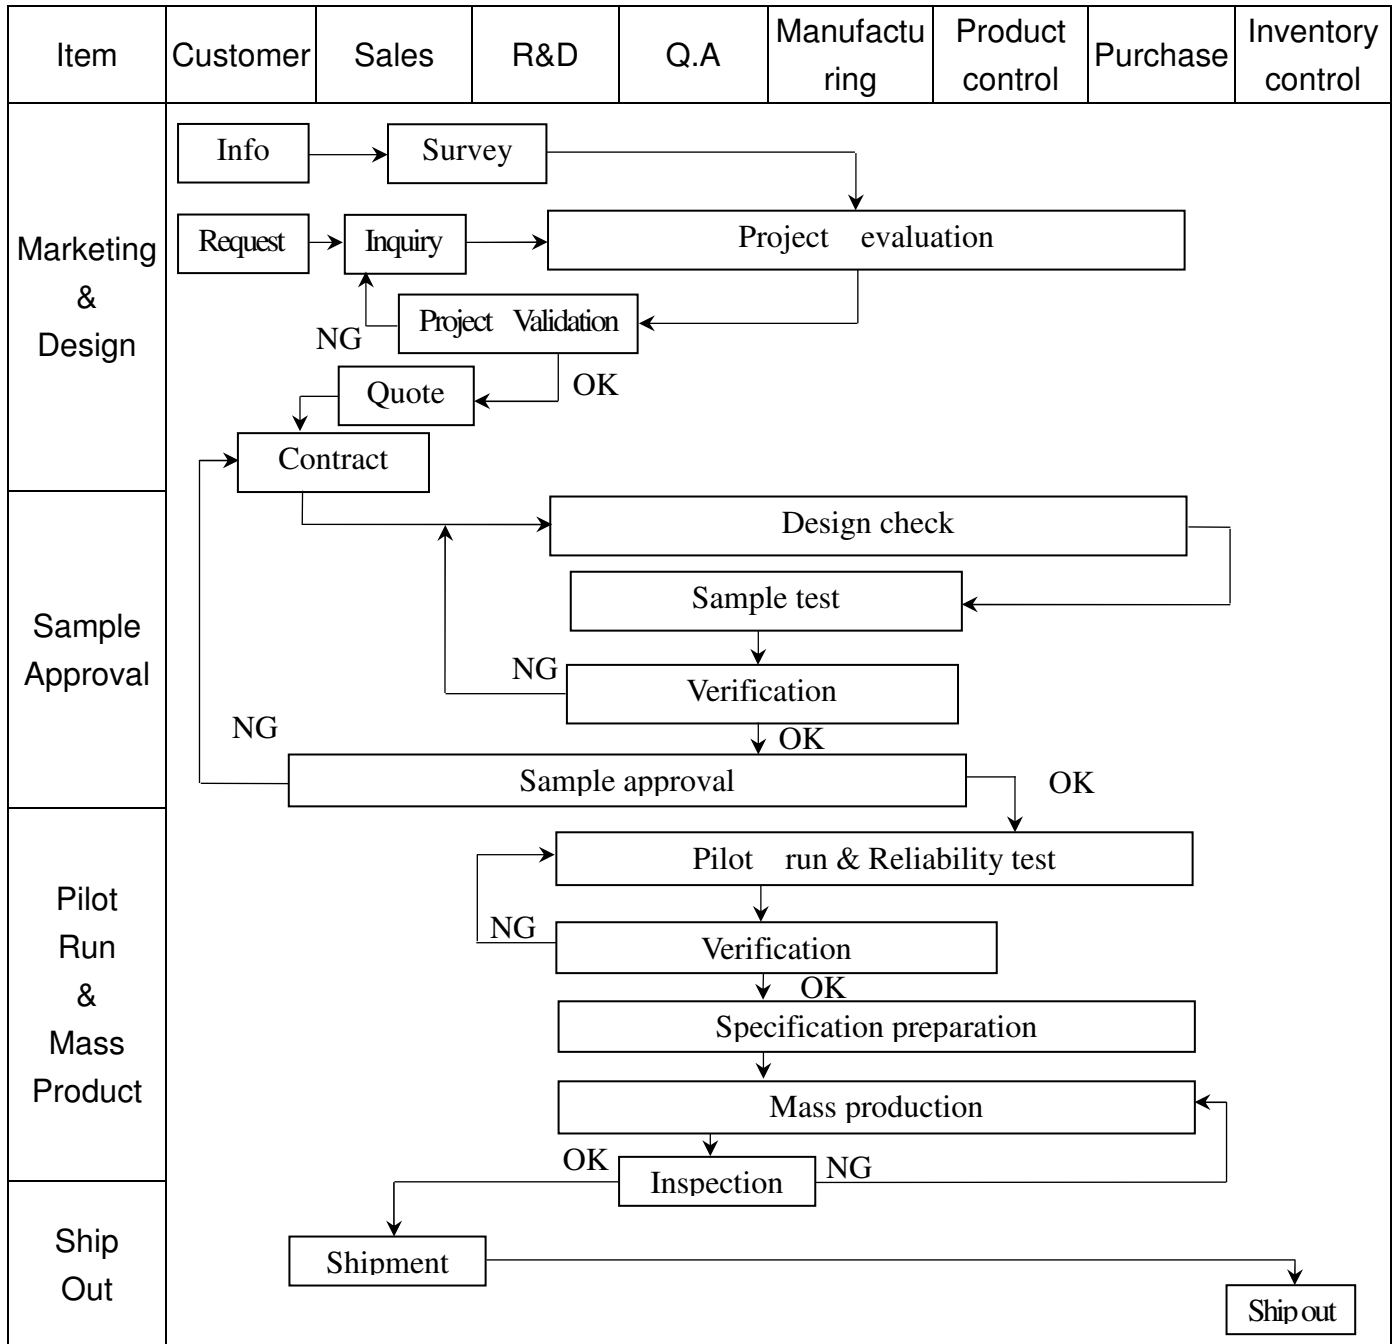 Item
Customer
Sales
R&D
Q.A
Manufactu
ring
Product
control
Purchase
Inventory
control
Marketing
&
Design
Info
Survey
Request
Inquiry
Project evaluation
NG
Project Validation
Quote
OK
Contract
Sample
Approval
Design check
Sample test
NG
Verification
NG
OK
Sample approval
OK
Pilot
Run
&
Mass
Product
Pilot run & Reliability test
NG
Verification
OK
Specification preparation
Mass production
OK
Inspection
NG
Ship
Out
Shipment
Ship out